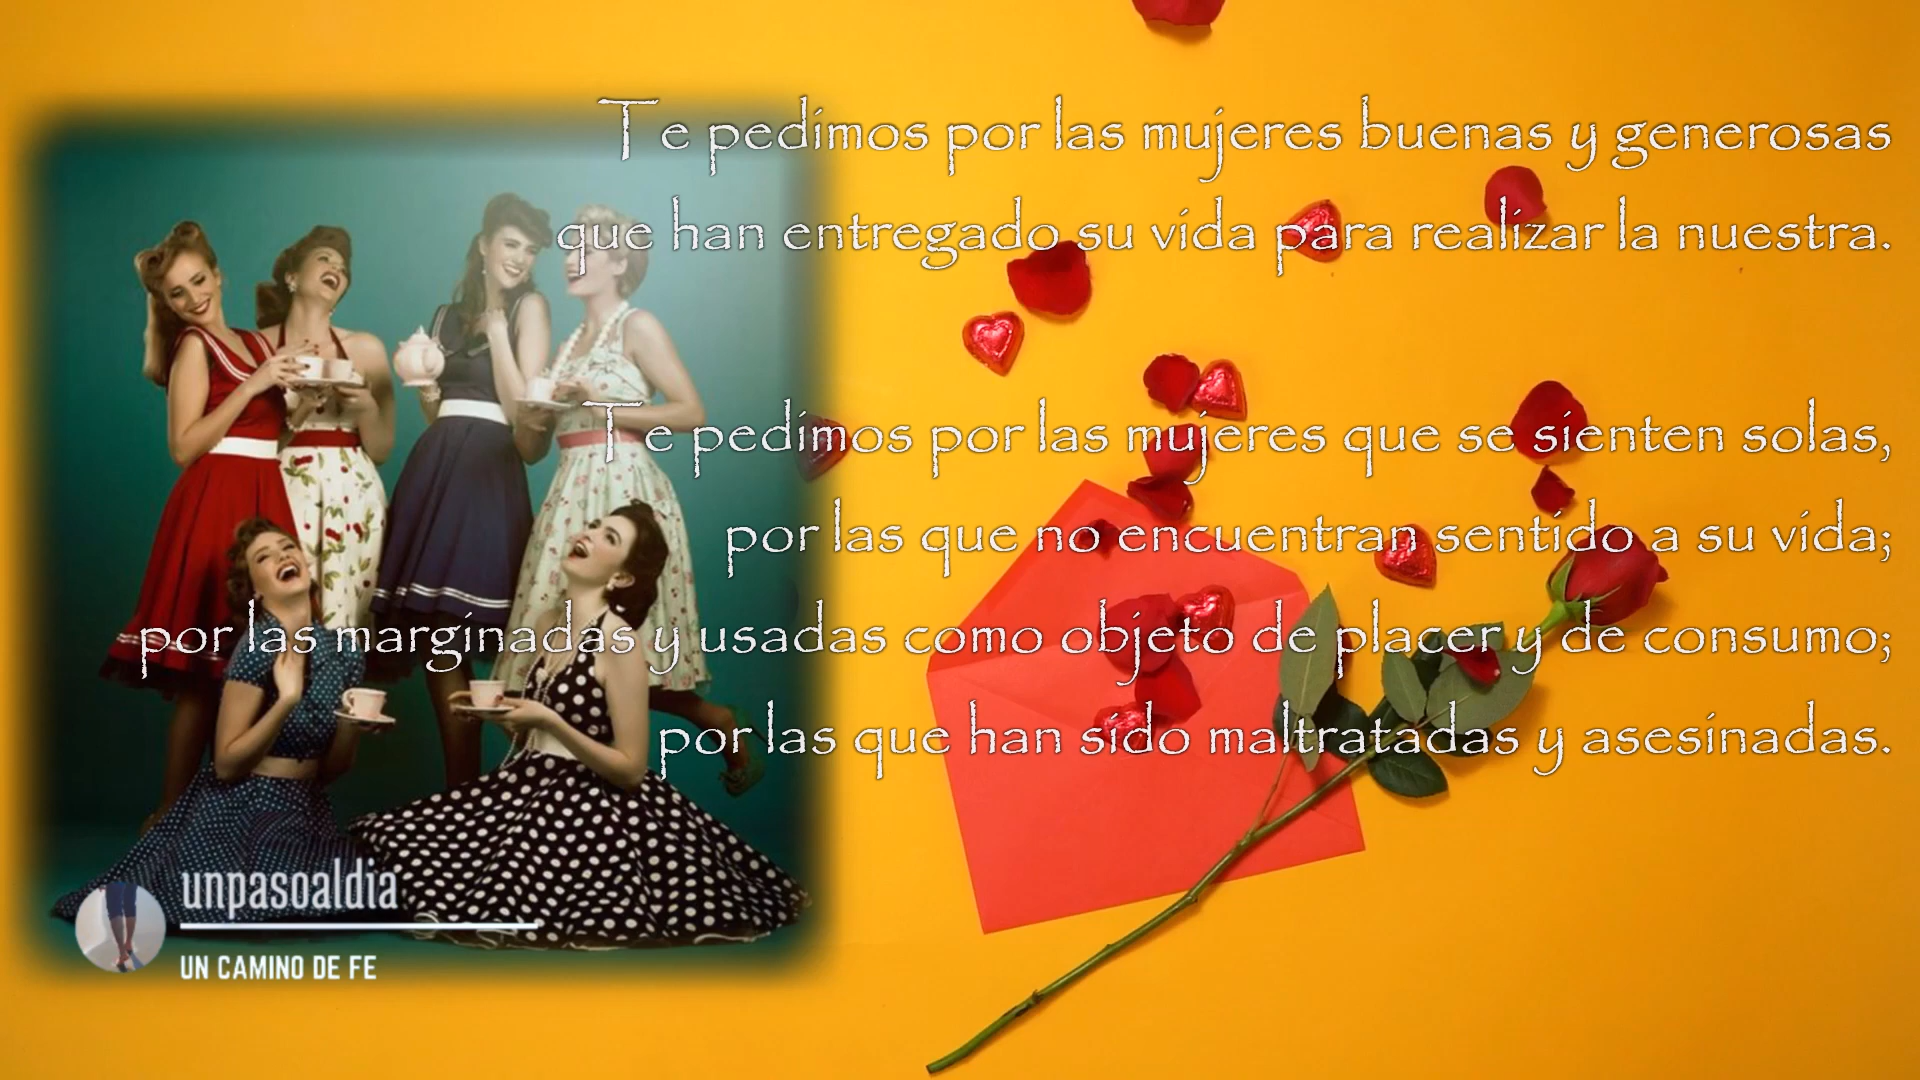 Te pedimos por las mujeres buenas y generosas
que han entregado su vida para realizar la nuestra.
Te pedimos por las mujeres que se sienten solas,
por las que no encuentran sentido a su vida;
por las marginadas y usadas como objeto de placer y de consumo;
por las que han sido maltratadas y asesinadas.
unpasoaldia
UN CAMINO DE FE